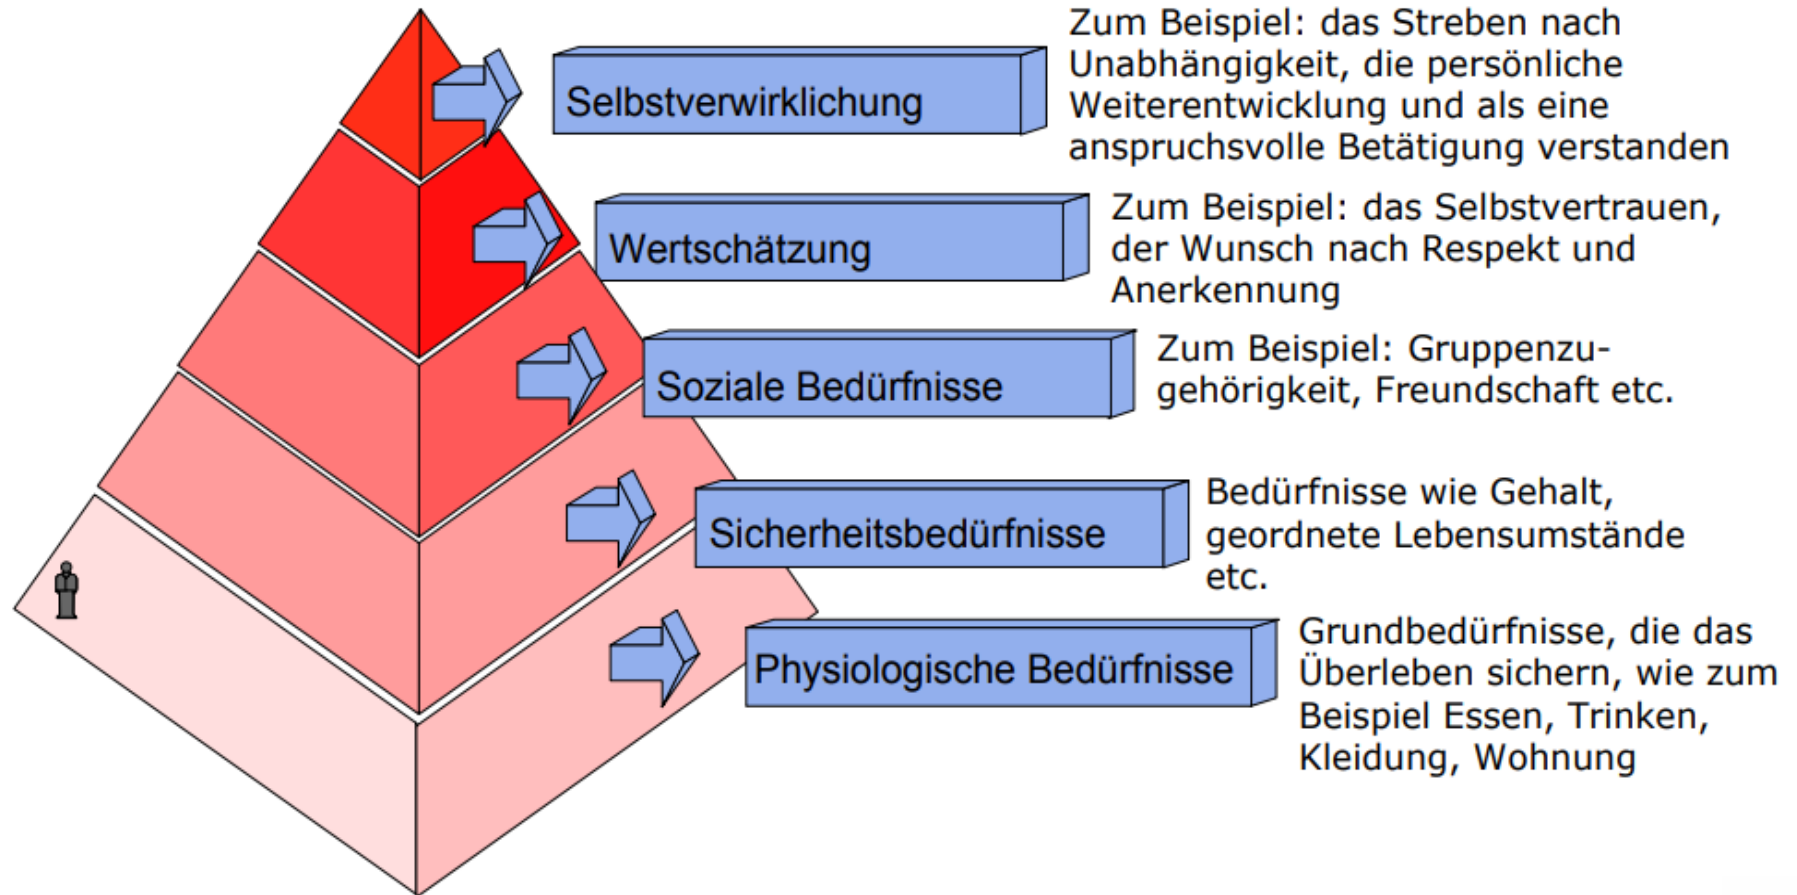 Selbstverwirklichung
Zum Beispiel: das Streben nach
Unabhängigkeit, die persönliche
Weiterentwicklung und als eine
anspruchsvolle Betätigung verstanden
Wertschätzung
Zum Beispiel: das Selbstvertrauen,
der Wunsch nach Respekt und
Anerkennung
Soziale Bedürfnisse
Zum Beispiel: Gruppenzu-
gehörigkeit, Freundschaft etc.
Sicherheitsbedürfnisse
Bedürfnisse wie Gehalt,
geordnete Lebensumstände
etc.
Physiologische Bedürfnisse
Grundbedürfnisse, die das
Überleben sichern, wie zum
Beispiel Essen, Trinken,
Kleidung, Wohnung